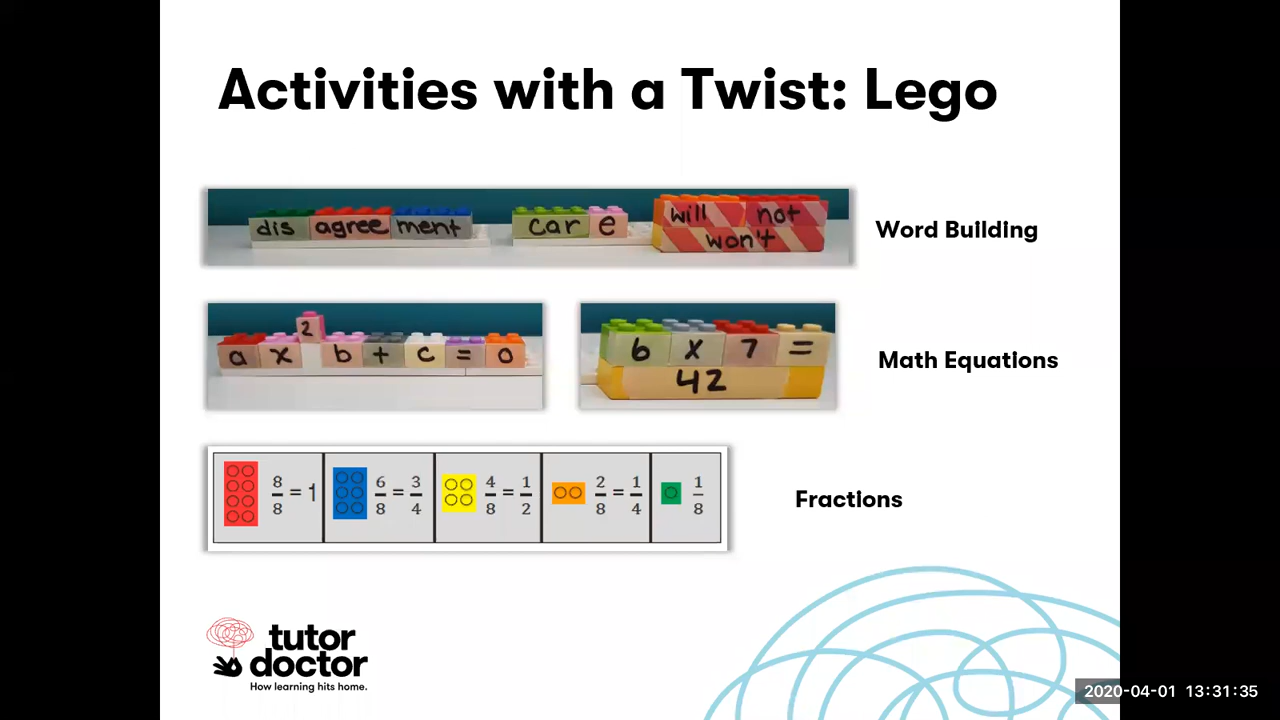 Activities with a Twist: Lego
dis agree ment car e will not
won't
Word Building
2
a x b + c = 0
6 x 7 =
42
Math Equations
8/8 = 1 6/8 = 3/4 4/8 = 1/2 2/8 = 1/4 1/8
Fractions
tutor
doctor
How learning hits home.
2020-04-01 13:31:35